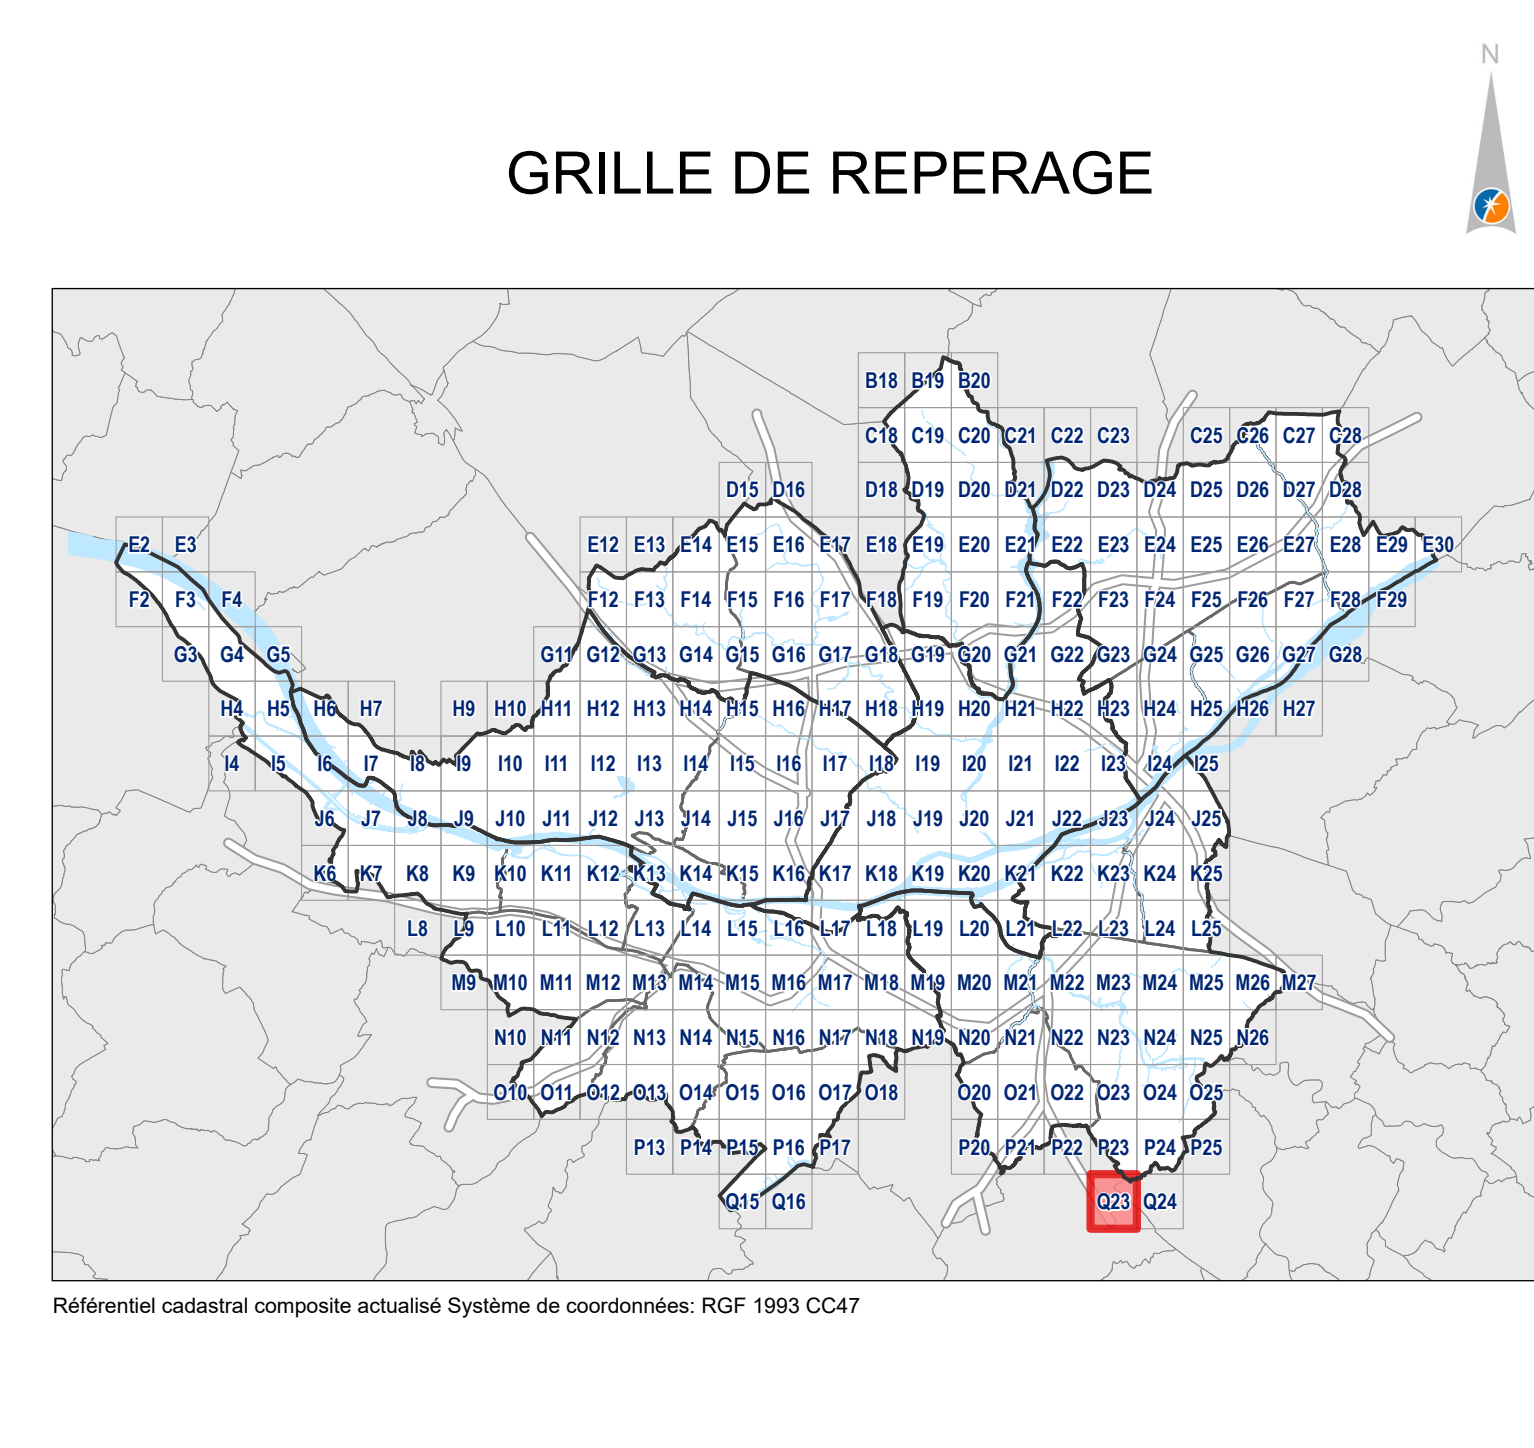 N
GRILLE DE REPERAGE
B18 B19 B20
C18 C19 C20 C21 C22 C23 C25 C26 C27 C28
D15 D16 D18 D19 D20 D21 D22 D23 D24 D25 D26 D27 D28
E2 E3 E12 E13 E14 E15 E16 E17 E18 E19 E20 E21 E22 E23 E24 E25 E26 E27 E28 E29 E30
F2 F3 F4 F12 F13 F14 F15 F16 F17 F18 F19 F20 F21 F22 F23 F24 F25 F26 F27 F28 F29
G3 G4 G5 G11 G12 G13 G14 G15 G16 G17 G18 G19 G20 G21 G22 G23 G24 G25 G26 G27 G28
H4 H5 H6 H7 H9 H10 H11 H12 H13 H14 H15 H16 H17 H18 H19 H20 H21 H22 H23 H24 H25 H26 H27
I4 I5 I6 I7 I8 I9 I10 I11 I12 I13 I14 I15 I16 I17 I18 I19 I20 I21 I22 I23 I24 I25
J6 J7 J8 J9 J10 J11 J12 J13 J14 J15 J16 J17 J18 J19 J20 J21 J22 J23 J24 J25
K6 K7 K8 K9 K10 K11 K12 K13 K14 K15 K16 K17 K18 K19 K20 K21 K22 K23 K24 K25
L8 L9 L10 L11 L12 L13 L14 L15 L16 L17 L18 L19 L20 L21 L22 L23 L24 L25
M9 M10 M11 M12 M13 M14 M15 M16 M17 M18 M19 M20 M21 M22 M23 M24 M25 M26 M27
N10 N11 N12 N13 N14 N15 N16 N17 N18 N19 N20 N21 N22 N23 N24 N25 N26
O10 O11 O12 O13 O14 O15 O16 O17 O18 O20 O21 O22 O23 O24 O25
P13 P14 P15 P16 P17 P20 P21 P22 P23 P24 P25
Q15 Q16 Q23 Q24
Référentiel cadastral composite actualisé Système de coordonnées: RGF 1993 CC47